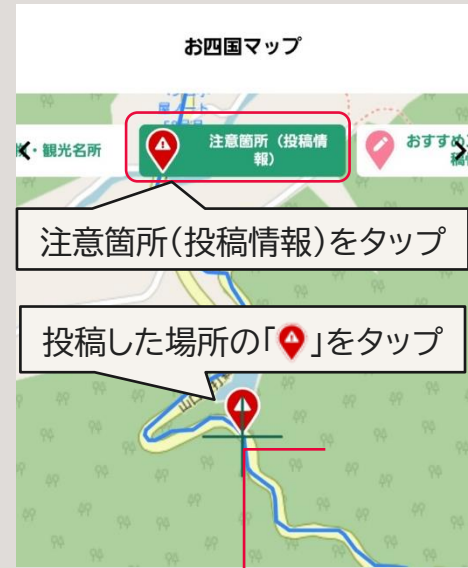 お四国マップ
・観光名所
注意箇所（投稿情
報）
おすすめ
注意箇所(投稿情報)をタップ
投稿した場所の「」をタップ